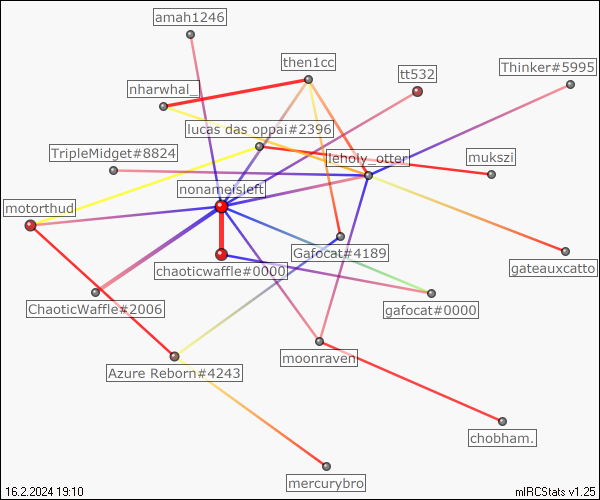 amah1246
then1cc
Thinker#5995
tt532
nharwhal_
lucas das oppai#2396
TripleMidget#8824
leholy_otter
mukszi
nonameisleft
motorthud
Gafocat#4189
chaoticwaffle#0000
gateauxcatto
ChaoticWaffle#2006
gafocat#0000
moonraven
Azure Reborn#4243
chobham.
mercurybro
16.2.2024 19:10
mIRCStats v1.25